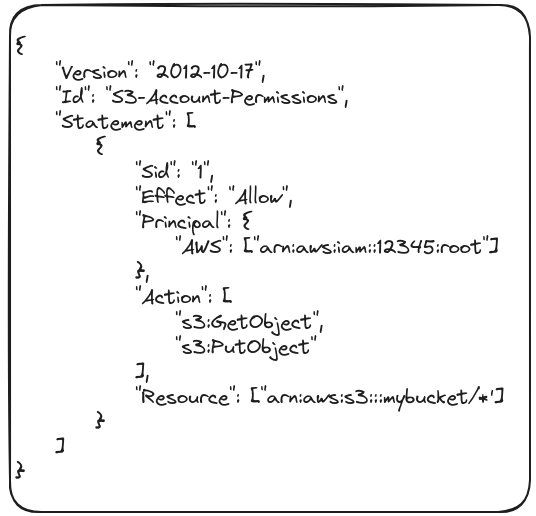 {
"Version": "2012-10-17",
"Id": "S3-Account-Permissions",
"Statement": [
{
"Sid": "1",
"Effect": "Allow",
"Principal": {
"AWS": ["arn:aws:iam::12345:root"]
},
"Action": [
"s3:GetObject",
"s3:PutObject"
],
"Resource": ["arn:aws:s3:::mybucket/*']
}
]
}